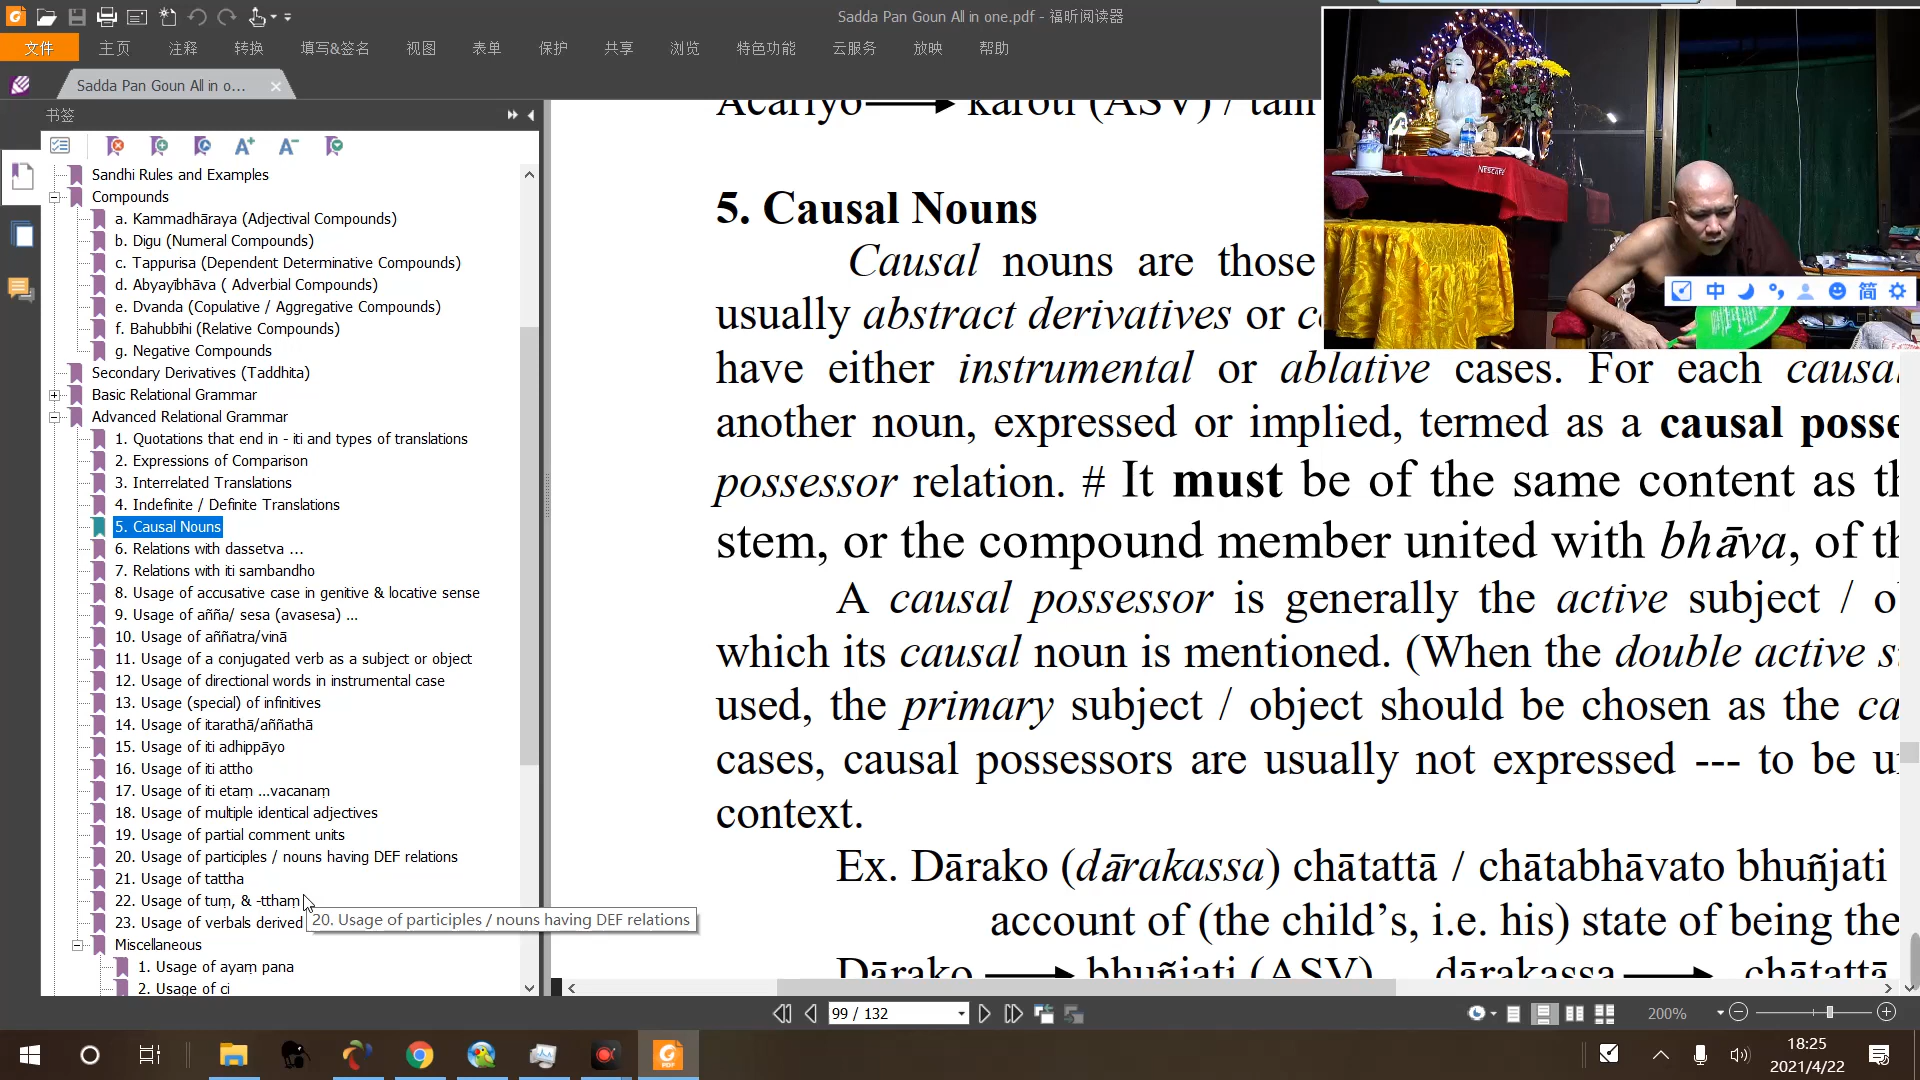 Sadda Pan Goun All in one.pdf - 福昕阅读器
文件 主页 注释 转换 填写&签名 视图 表单 保护 共享 浏览 特色功能 云服务 放映 帮助
Sadda Pan Goun All in o...
书签
Sandhi Rules and Examples
Compounds
a. Kammadhāraya (Adjectival Compounds)
b. Digu (Numeral Compounds)
c. Tappurisa (Dependent Determinative Compounds)
d. Abyayībhāva ( Adverbial Compounds)
e. Dvanda (Copulative / Aggregative Compounds)
f. Bahubbīhi (Relative Compounds)
g. Negative Compounds
Secondary Derivatives (Taddhita)
Basic Relational Grammar
Advanced Relational Grammar
1. Quotations that end in - iti and types of translations
2. Expressions of Comparison
3. Interrelated Translations
4. Indefinite / Definite Translations
5. Causal Nouns
6. Relations with dassetva ...
7. Relations with iti sambandho
8. Usage of accusative case in genitive & locative sense
9. Usage of añña/ sesa (avasesa) ...
10. Usage of aññatra/vinā
11. Usage of a conjugated verb as a subject or object
12. Usage of directional words in instrumental case
13. Usage (special) of infinitives
14. Usage of itarathā/aññathā
15. Usage of iti adhippāyo
16. Usage of iti attho
17. Usage of iti etaṃ ...vacanaṃ
18. Usage of multiple identical adjectives
19. Usage of partial comment units
20. Usage of participles / nouns having DEF relations
21. Usage of tattha
22. Usage of tuṃ, & -tthaṃ
23. Usage of verbals derived
20. Usage of participles / nouns having DEF relations
Miscellaneous
1. Usage of ayaṃ pana
2. Usage of ci
Ācariyo karoti (ASV) /
5. Causal Nouns
Causal nouns are those
usually abstract derivatives or
have either instrumental or ablative cases. For each causa
another noun, expressed or implied, termed as a causal posse
possessor relation. # It must be of the same content as th
stem, or the compound member united with bhāva, of th
A causal possessor is generally the active subject / o
which its causal noun is mentioned. (When the double active s
used, the primary subject / object should be chosen as the ca
cases, causal possessors are usually not expressed --- to be u
context.
Ex. Dārako (dārakassa) chātattā / chātabhāvato bhuñjati
account of (the child’s, i.e. his) state of being the
Dārako bhuñjati (ASV) dārakassa chātattā
NESCAFE
中 简
99 / 132
200%
18:25
2021/4/22